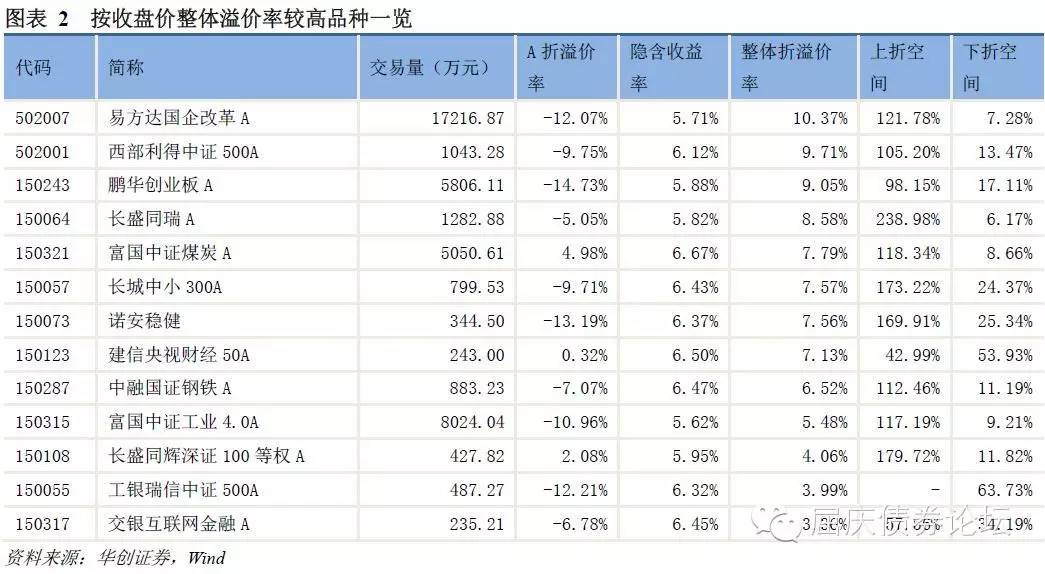 图表 2 按收盘价整体溢价率较高品种一览
代码 简称 交易量（万元） A 折溢价率 隐含收益率 整体折溢价率 上折空间 下折空间
502007 易方达国企改革 A 17216.87 -12.07% 5.71% 10.37% 121.78% 7.28%
502001 西部利得中证 500A 1043.28 -9.75% 6.12% 9.71% 105.20% 13.47%
150243 鹏华创业板 A 5806.11 -14.73% 5.88% 9.05% 98.15% 17.11%
150064 长盛同瑞 A 1282.88 -5.05% 5.82% 8.58% 238.98% 6.17%
150321 富国中证煤炭 A 5050.61 4.98% 6.67% 7.79% 118.34% 8.66%
150057 长城中小 300A 799.53 -9.71% 6.43% 7.57% 173.22% 24.37%
150073 诺安稳健 344.50 -13.19% 6.37% 7.56% 169.91% 25.34%
150123 建信央视财经 50A 243.00 0.32% 6.50% 7.13% 42.99% 53.93%
150287 中融国证钢铁 A 883.23 -7.07% 6.47% 6.52% 112.46% 11.19%
150315 富国中证工业 4.0A 8024.04 -10.96% 5.62% 5.48% 117.19% 9.21%
150108 长盛同辉深证 100 等权 A 427.82 2.08% 5.95% 4.06% 179.72% 11.82%
150055 工银瑞信中证 500A 487.27 -12.21% 6.32% 3.99% - 63.73%
150317 交银互联网金融 A 235.21 -6.78% 6.45%
屈庆债券论坛
资料来源：华创证券，Wind